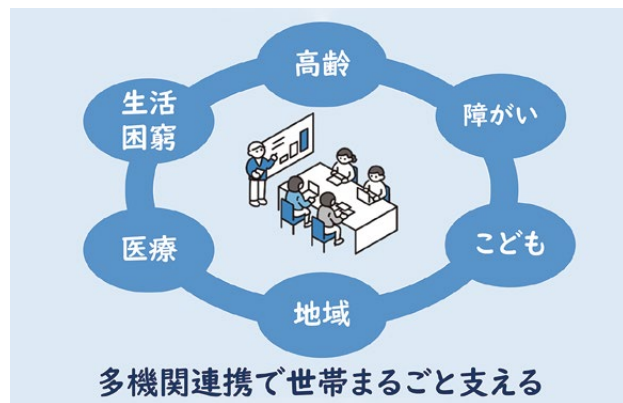 高齢
生活
困窮
障がい
医療
こども
地域
多機関連携で世帯まるごと支える